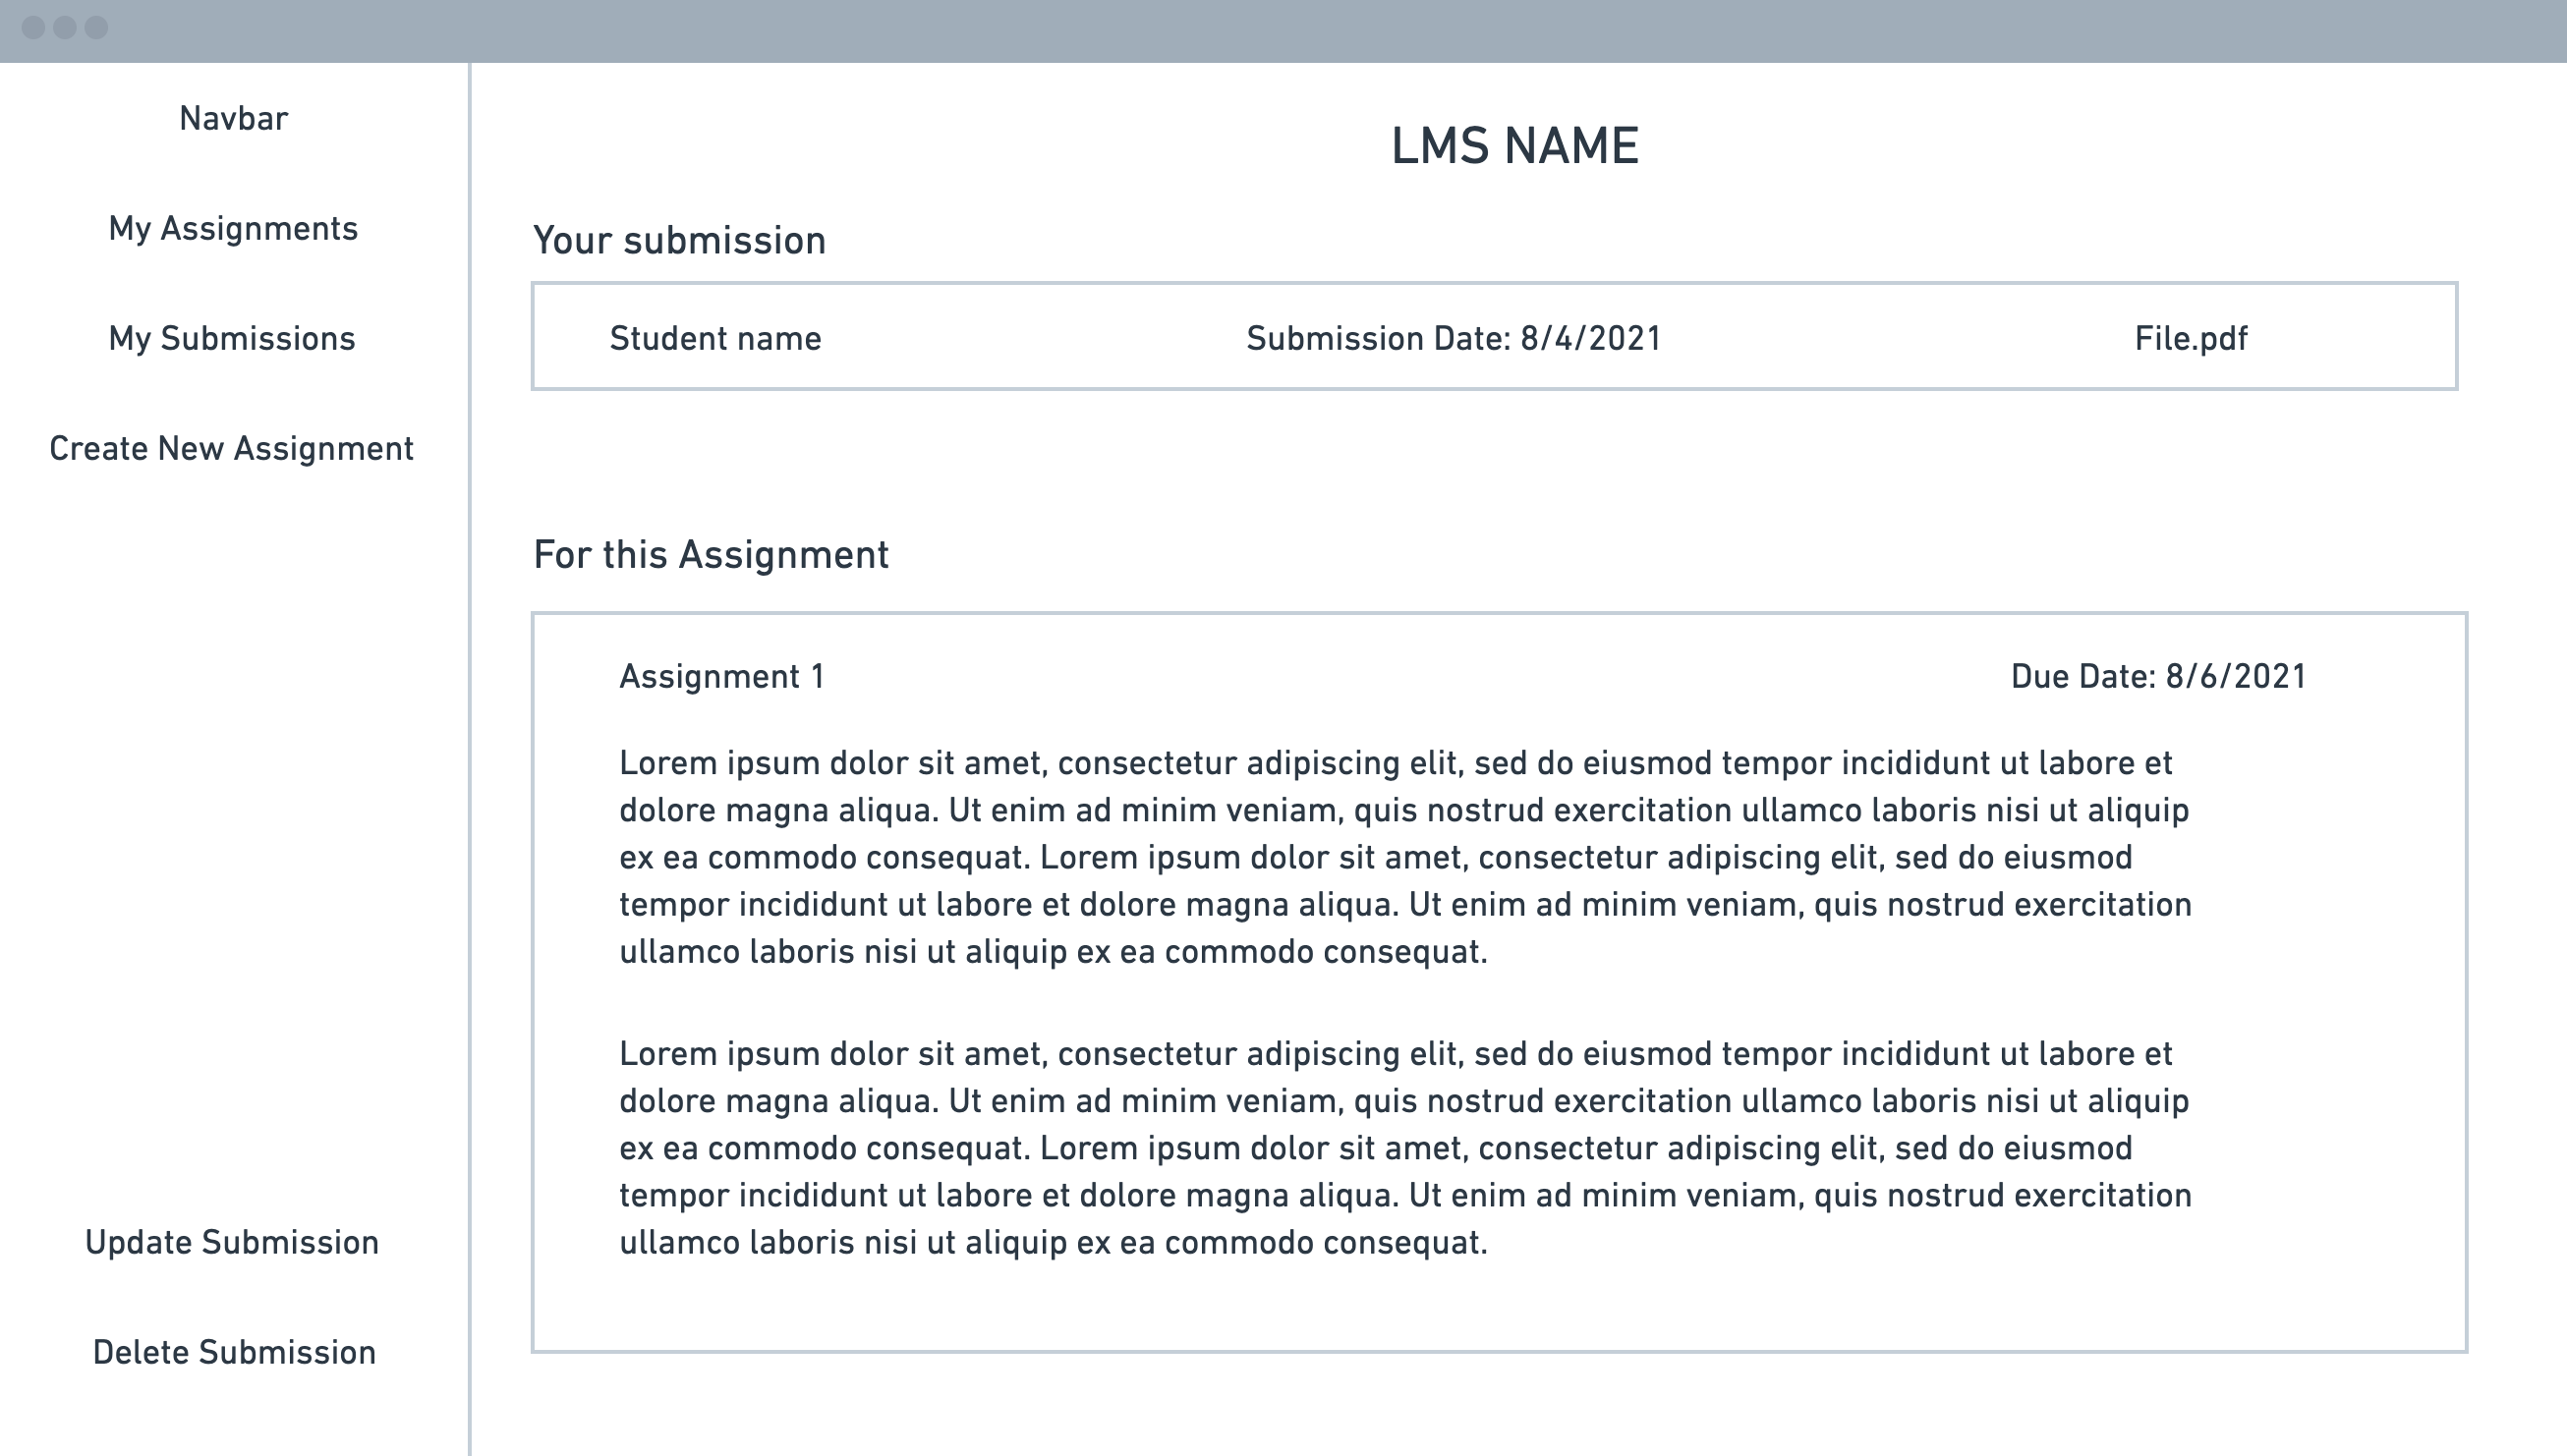 Navbar
My Assignments
My Submissions
Create New Assignment
Update Submission
Delete Submission
LMS NAME
Your submission
Student name Submission Date: 8/4/2021 File.pdf
For this Assignment
Assignment 1 Due Date: 8/6/2021
Lorem ipsum dolor sit amet, consectetur adipiscing elit, sed do eiusmod tempor incididunt ut labore et
dolore magna aliqua. Ut enim ad minim veniam, quis nostrud exercitation ullamco laboris nisi ut aliquip
ex ea commodo consequat. Lorem ipsum dolor sit amet, consectetur adipiscing elit, sed do eiusmod
tempor incididunt ut labore et dolore magna aliqua. Ut enim ad minim veniam, quis nostrud exercitation
ullamco laboris nisi ut aliquip ex ea commodo consequat.
Lorem ipsum dolor sit amet, consectetur adipiscing elit, sed do eiusmod tempor incididunt ut labore et
dolore magna aliqua. Ut enim ad minim veniam, quis nostrud exercitation ullamco laboris nisi ut aliquip
ex ea commodo consequat. Lorem ipsum dolor sit amet, consectetur adipiscing elit, sed do eiusmod
tempor incididunt ut labore et dolore magna aliqua. Ut enim ad minim veniam, quis nostrud exercitation
ullamco laboris nisi ut aliquip ex ea commodo consequat.